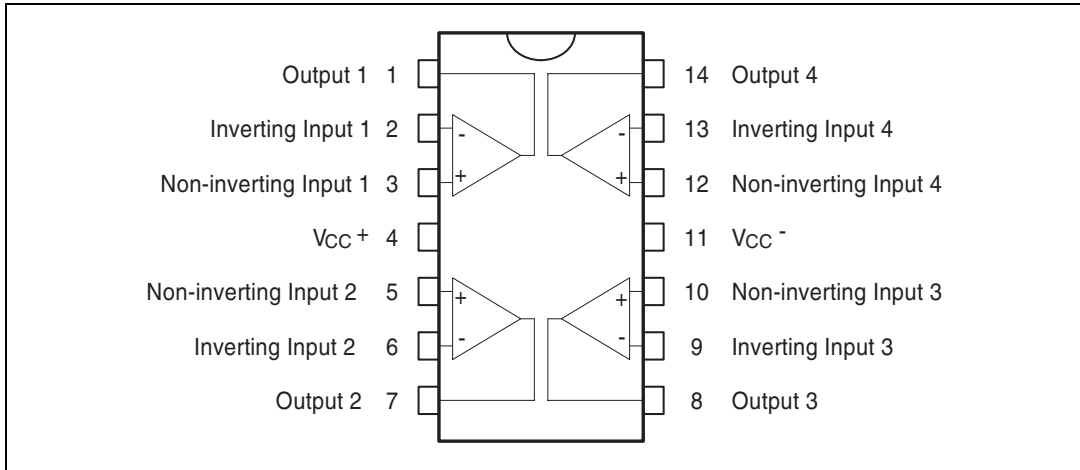 Output 1 1 14 Output 4
Inverting Input 1 2 - - 13 Inverting Input 4
Non-inverting Input 1 3 + + 12 Non-inverting Input 4
VCC + 4 11 VCC -
Non-inverting Input 2 5 + + 10 Non-inverting Input 3
Inverting Input 2 6 - - 9 Inverting Input 3
Output 2 7 8 Output 3